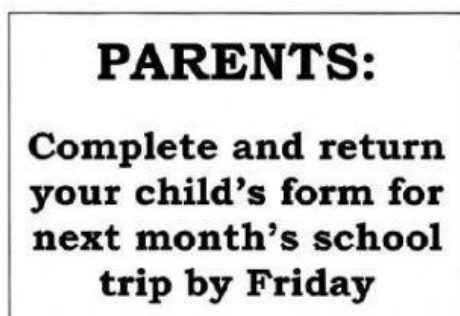 PARENTS:
Complete and return
your child's form for
next month's school
trip by Friday